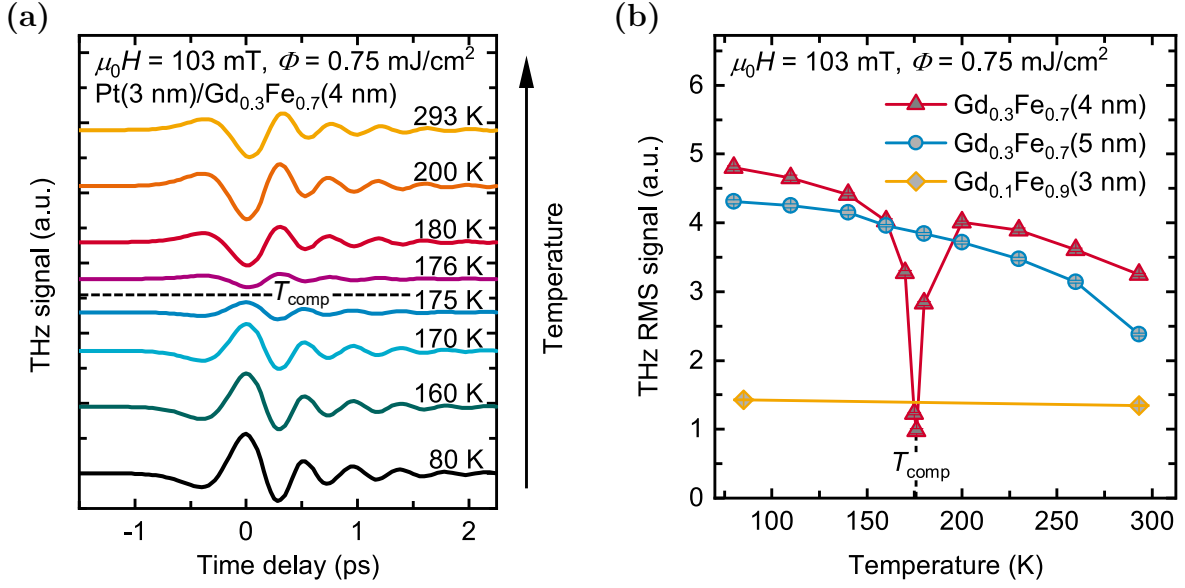 (a)
μ₀H = 103 mT, Φ = 0.75 mJ/cm²
Pt(3 nm)/Gd₀.₃Fe₀.₇(4 nm)
293 K
200 K
180 K
176 K
T_comp
175 K
170 K
160 K
80 K
THz signal (a.u.)
Temperature
-1
0
1
2
Time delay (ps)
(b)
μ₀H = 103 mT, Φ = 0.75 mJ/cm²
Gd₀.₃Fe₀.₇(4 nm)
Gd₀.₃Fe₀.₇(5 nm)
Gd₀.₁Fe₀.₉(3 nm)
THz RMS signal (a.u.)
6
5
4
3
2
1
0
T_comp
100
150
200
250
300
Temperature (K)